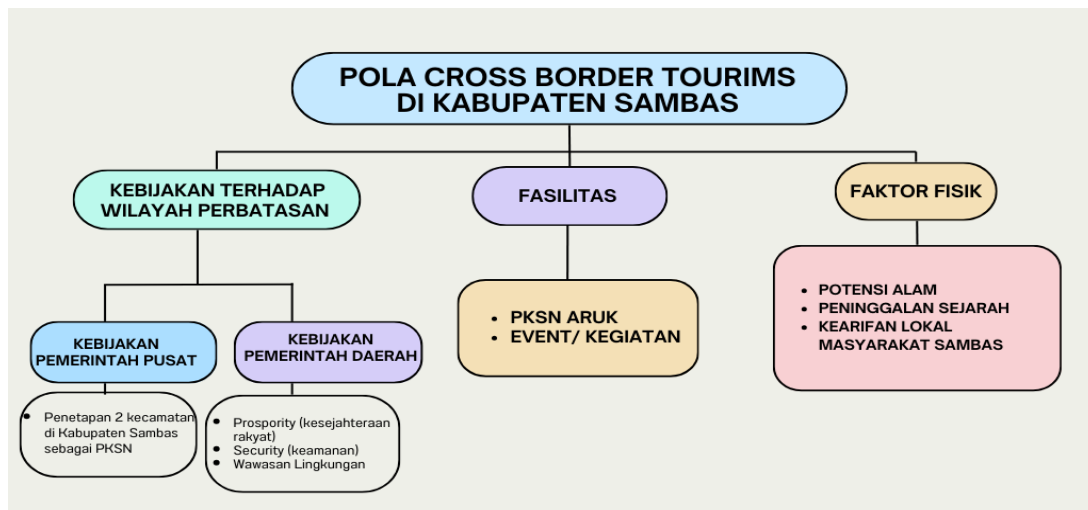 POLA CROSS BORDER TOURIMS
DI KABUPATEN SAMBAS
KEBIJAKAN TERHADAP
WILAYAH PERBATASAN
FASILITAS
FAKTOR FISIK
KEBIJAKAN
PEMERINTAH PUSAT
KEBIJAKAN
PEMERINTAH DAERAH
• PKSN ARUK
• EVENT/ KEGIATAN
• POTENSI ALAM
• PENINGGALAN SEJARAH
• KEARIFAN LOKAL
MASYARAKAT SAMBAS
• Penetapan 2 kecamatan
di Kabupaten Sambas
sebagai PKSN
• Prospority (kesejahteraan
rakyat)
• Security (keamanan)
• Wawasan Lingkungan